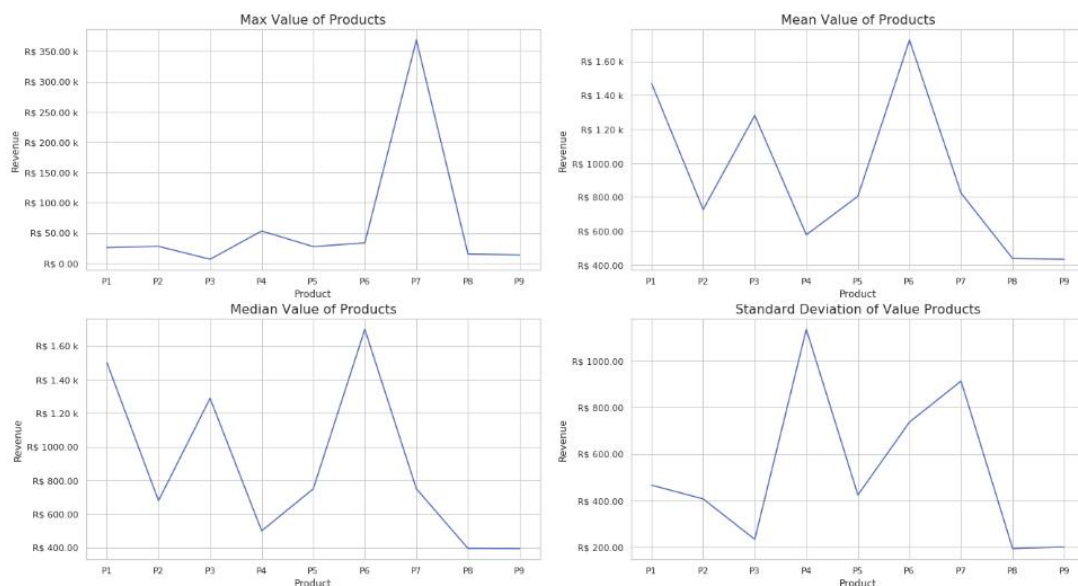 Max Value of Products
R$ 350.00 k
R$ 300.00 k
R$ 250.00 k
R$ 200.00 k
R$ 150.00 k
R$ 100.00 k
R$ 50.00 k
R$ 0.00
Revenue
P1 P2 P3 P4 P5 P6 P7 P8 P9
Product
Mean Value of Products
R$ 1.60 k
R$ 1.40 k
R$ 1.20 k
R$ 1000.00
R$ 800.00
R$ 600.00
R$ 400.00
Revenue
P1 P2 P3 P4 P5 P6 P7 P8 P9
Product
Median Value of Products
R$ 1.60 k
R$ 1.40 k
R$ 1.20 k
R$ 1000.00
R$ 800.00
R$ 600.00
R$ 400.00
Revenue
P1 P2 P3 P4 P5 P6 P7 P8 P9
Product
Standard Deviation of Value Products
R$ 1000.00
R$ 800.00
R$ 600.00
R$ 400.00
R$ 200.00
Revenue
P1 P2 P3 P4 P5 P6 P7 P8 P9
Product